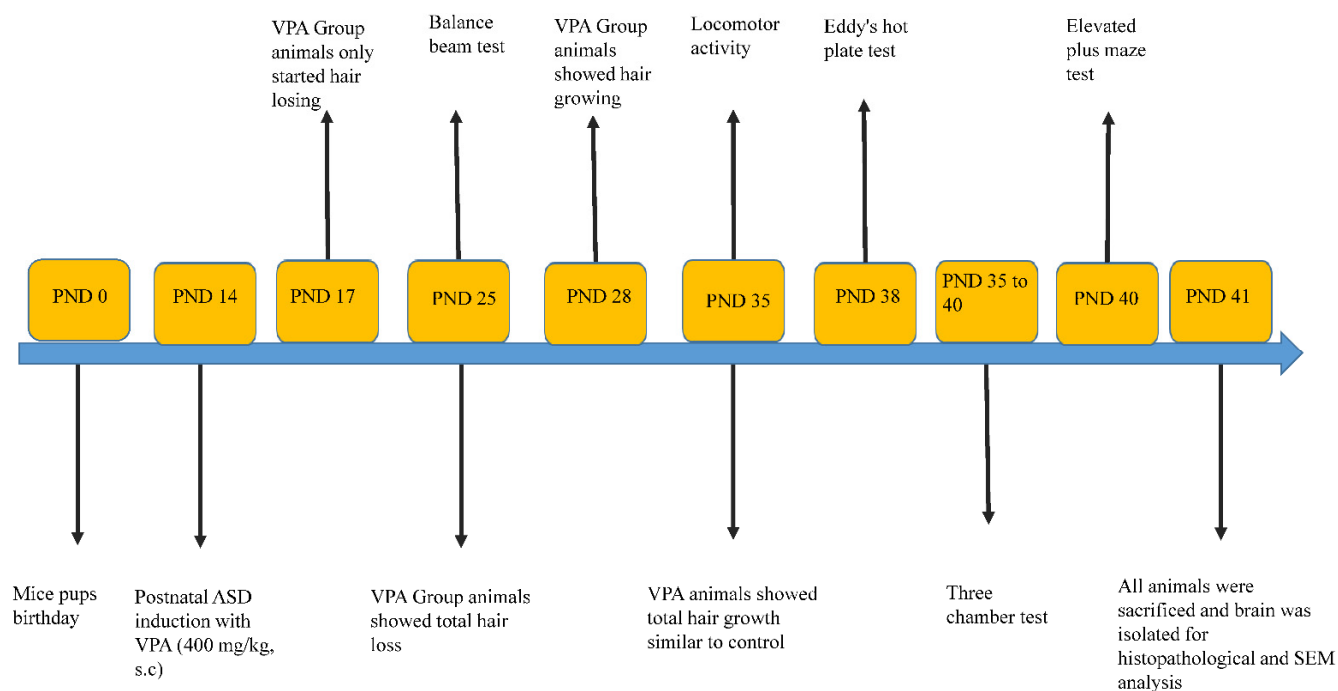 VPA Group
animals only
started hair
losing
Balance
beam test
VPA Group
animals
showed hair
growing
Locomotor
activity
Eddy's hot
plate test
Elevated
plus maze
test
PND 0
PND 14
PND 17
PND 25
PND 28
PND 35
PND 38
PND 35 to
40
PND 40
PND 41
Mice pups
birthday
Postnatal ASD
induction with
VPA (400 mg/kg,
s.c)
VPA Group animals
showed total hair
loss
VPA animals showed
total hair growth
similar to control
Three
chamber test
All animals were
sacrificed and brain was
isolated for
histopathological and SEM
analysis